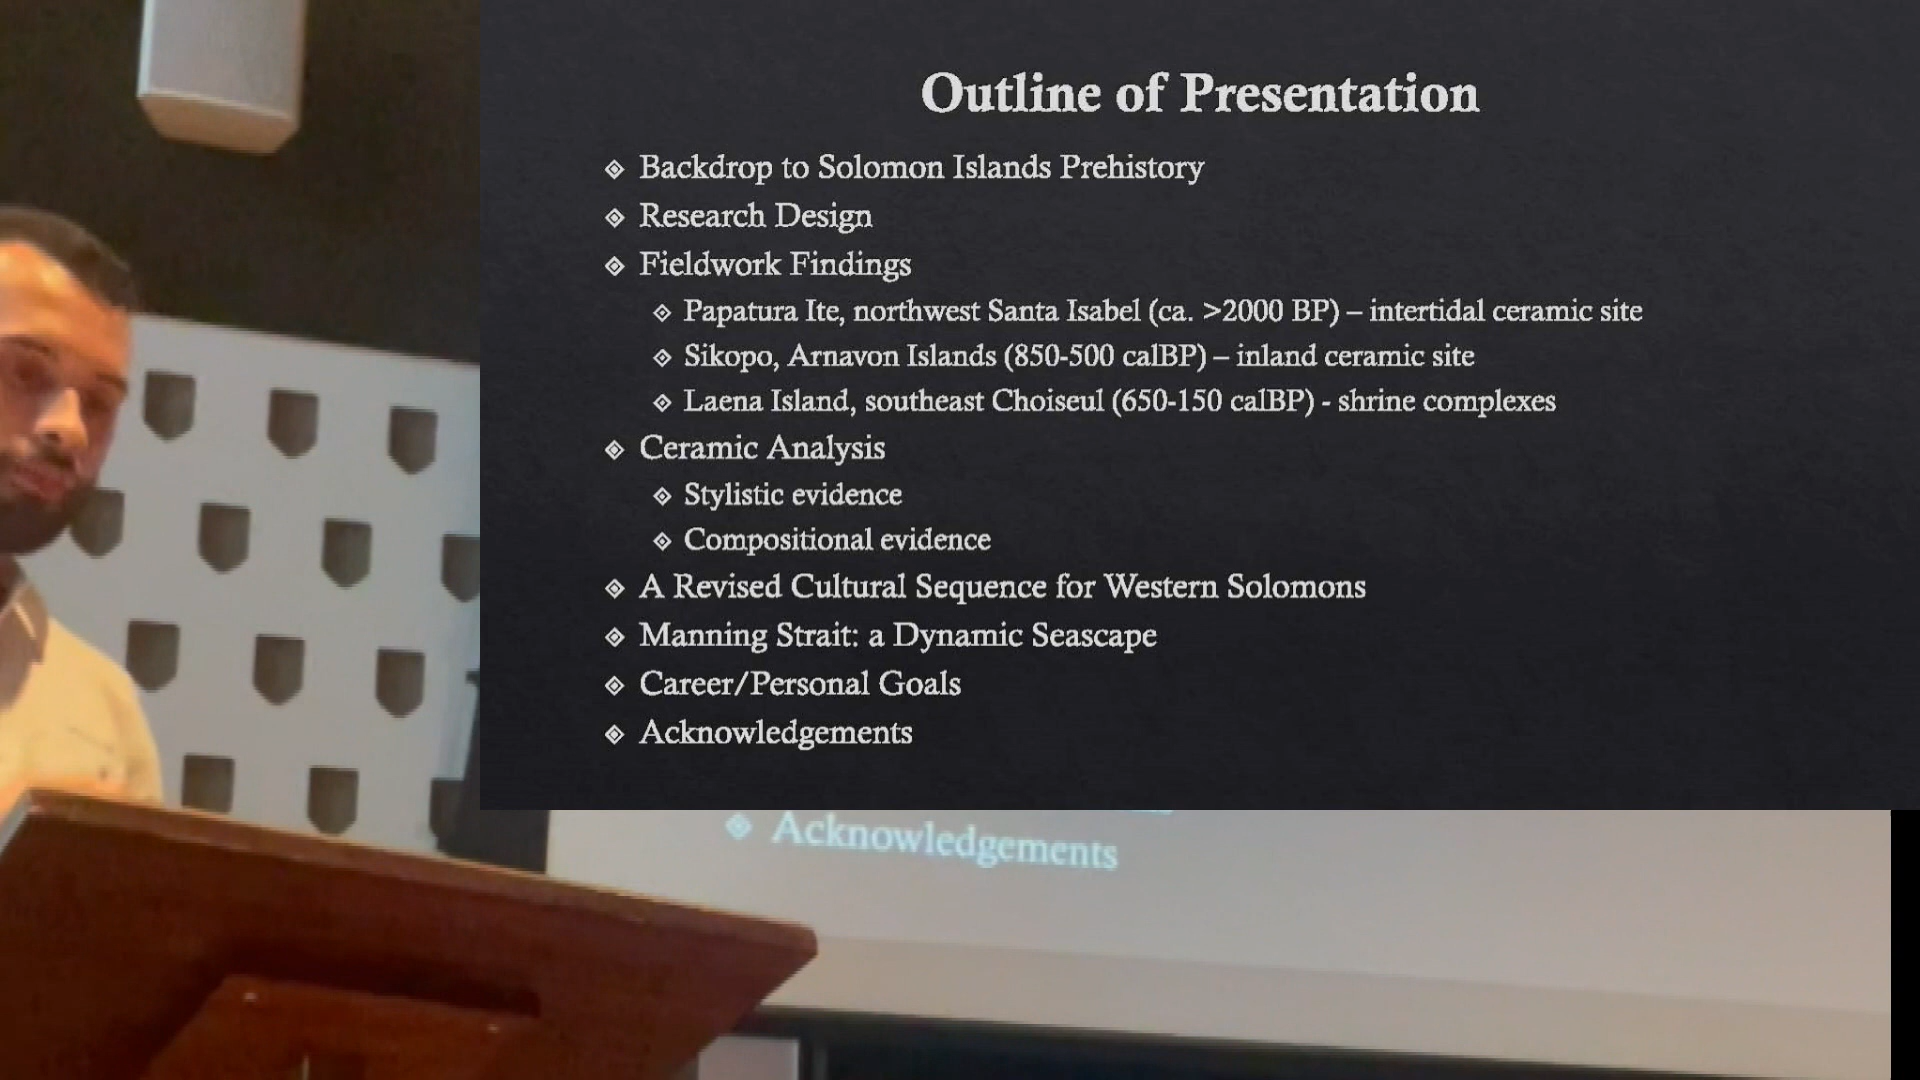 Outline of Presentation
Backdrop to Solomon Islands Prehistory
Research Design
Fieldwork Findings
Papatura Ite, northwest Santa Isabel (ca. >2000 BP) – intertidal ceramic site
Sikopo, Arnavon Islands (850-500 calBP) – inland ceramic site
Laena Island, southeast Choiseul (650-150 calBP) - shrine complexes
Ceramic Analysis
Stylistic evidence
Compositional evidence
A Revised Cultural Sequence for Western Solomons
Manning Strait: a Dynamic Seascape
Career/Personal Goals
Acknowledgements
Acknowledgements